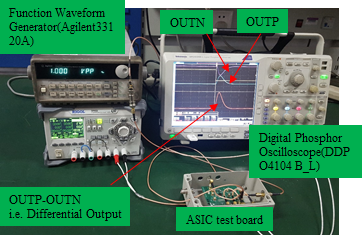 Function Waveform
Generator(Agilent331
20A)
OUTN
OUTP
1.000 VPP
RIGOL
Digital Phosphor
Oscilloscope(DDP
O4104 B_L)
OUTP-OUTN
i.e. Differential Output
ASIC test board